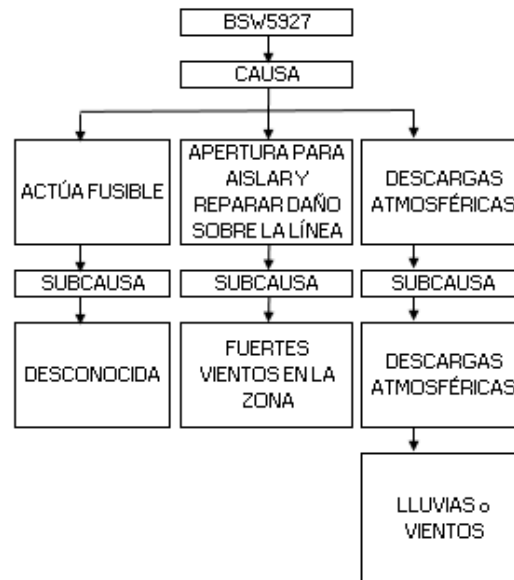 BSW5927
CAUSA
ACTÚA FUSIBLE
APERTURA PARA
AISLAR Y
REPARAR DAÑO
SOBRE LA LÍNEA
DESCARGAS
ATMOSFÉRICAS
SUBCAUSA
SUBCAUSA
SUBCAUSA
DESCONOCIDA
FUERTES
VIENTOS EN LA
ZONA
DESCARGAS
ATMOSFÉRICAS
LLUVIAS o
VIENTOS